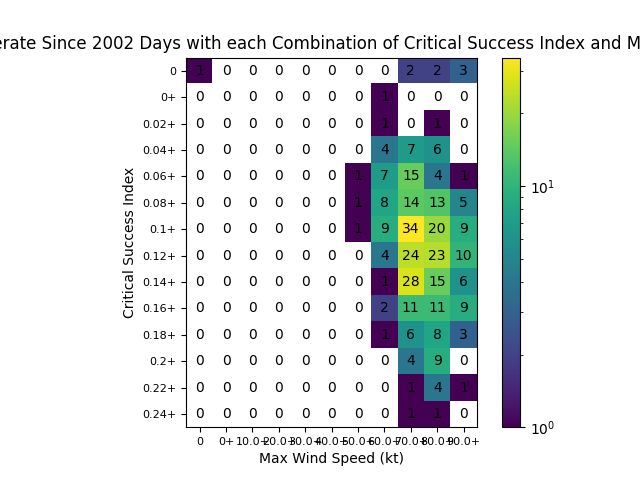 erate Since 2002 Days with each Combination of Critical Success Index and M
0 1 0 0 0 0 0 0 0 2 2 3
0+ 0 0 0 0 0 0 0 1 0 0 0
0.02+ 0 0 0 0 0 0 0 1 0 1 0
0.04+ 0 0 0 0 0 0 0 4 7 6 0
0.06+ 0 0 0 0 0 0 1 7 15 4 1
0.08+ 0 0 0 0 0 0 1 8 14 13 5
0.1+ 0 0 0 0 0 0 1 9 34 20 9
0.12+ 0 0 0 0 0 0 0 4 24 23 10
0.14+ 0 0 0 0 0 0 0 1 28 15 6
0.16+ 0 0 0 0 0 0 0 2 11 11 9
0.18+ 0 0 0 0 0 0 0 1 6 8 3
0.2+ 0 0 0 0 0 0 0 0 4 9 0
0.22+ 0 0 0 0 0 0 0 0 1 4 1
0.24+ 0 0 0 0 0 0 0 0 1 1 0
0 0+ 10.0+ 20.0+ 30.0+ 40.0+ 50.0+ 60.0+ 70.0+ 80.0+ 90.0+
Max Wind Speed (kt)
Critical Success Index
10¹
10⁰